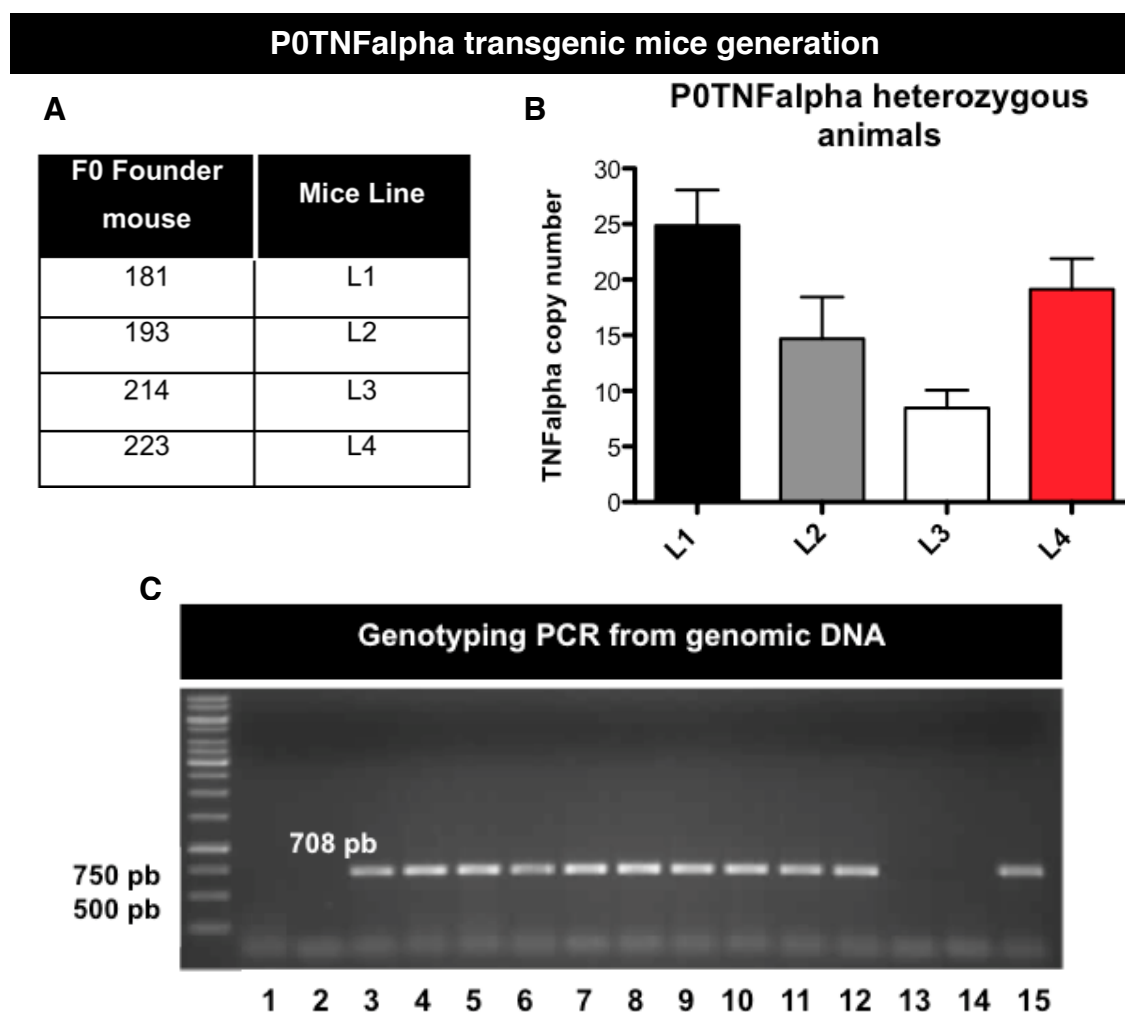 P0TNFalpha transgenic mice generation
A
F0 Founder
mouse
Mice Line
181
L1
193
L2
214
L3
223
L4
B
P0TNFalpha heterozygous
animals
TNFalpha copy number
30
25
20
15
10
5
0
L1
L2
L3
L4
C
Genotyping PCR from genomic DNA
708 pb
750 pb
500 pb
1 2 3 4 5 6 7 8 9 10 11 12 13 14 15